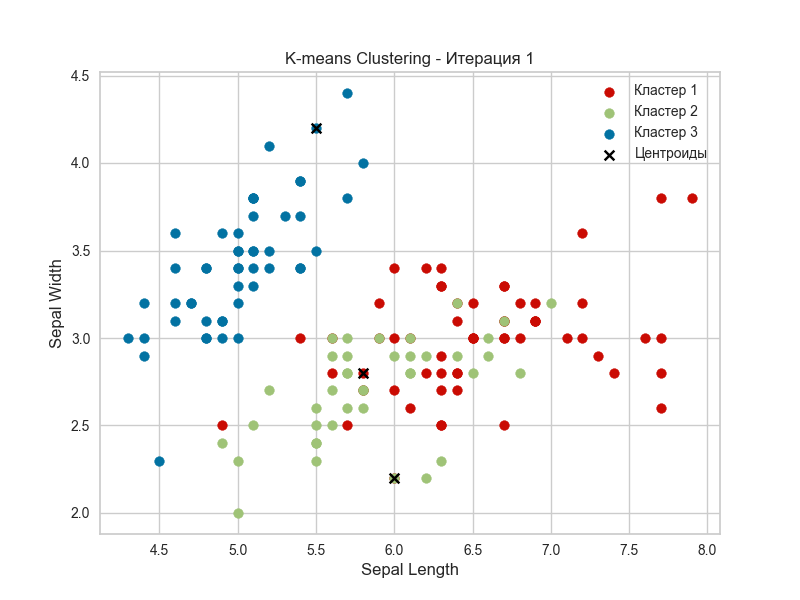 K-means Clustering - Итерация 1
Кластер 1
Кластер 2
Кластер 3
Центроиды
Sepal Width
4.5
4.0
3.5
3.0
2.5
2.0
4.5 5.0 5.5 6.0 6.5 7.0 7.5 8.0
Sepal Length